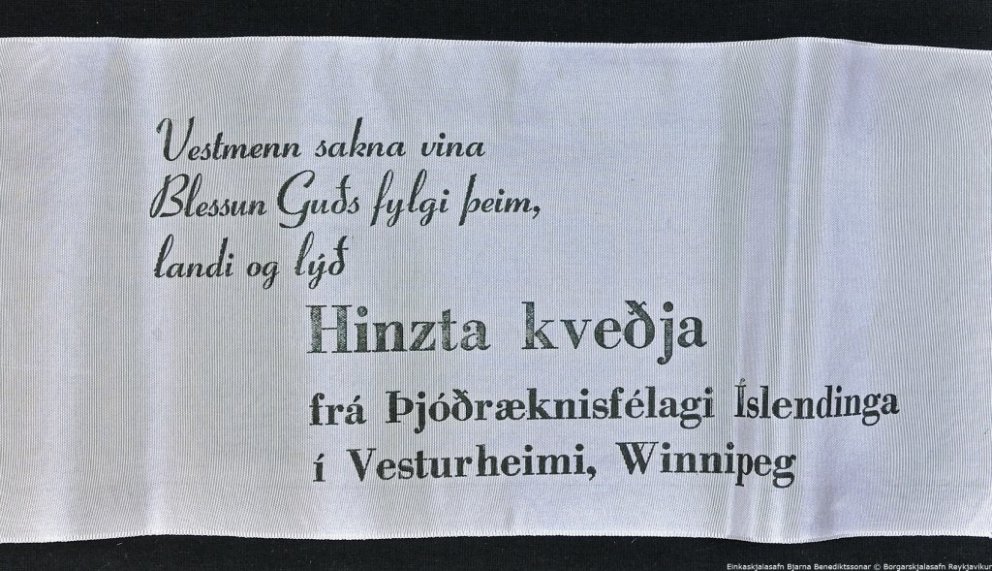 Vestmenn sakna vina
Blessun Guðs fylgi þeim,
landi og lýð
Hinzta kveðja
frá Þjóðræknisfélagi Íslendinga
í Vesturheimi, Winnipeg
Einkaskjalasafn Bjarna Benediktssonar © Borgarskjalasafn Reykjavíkur